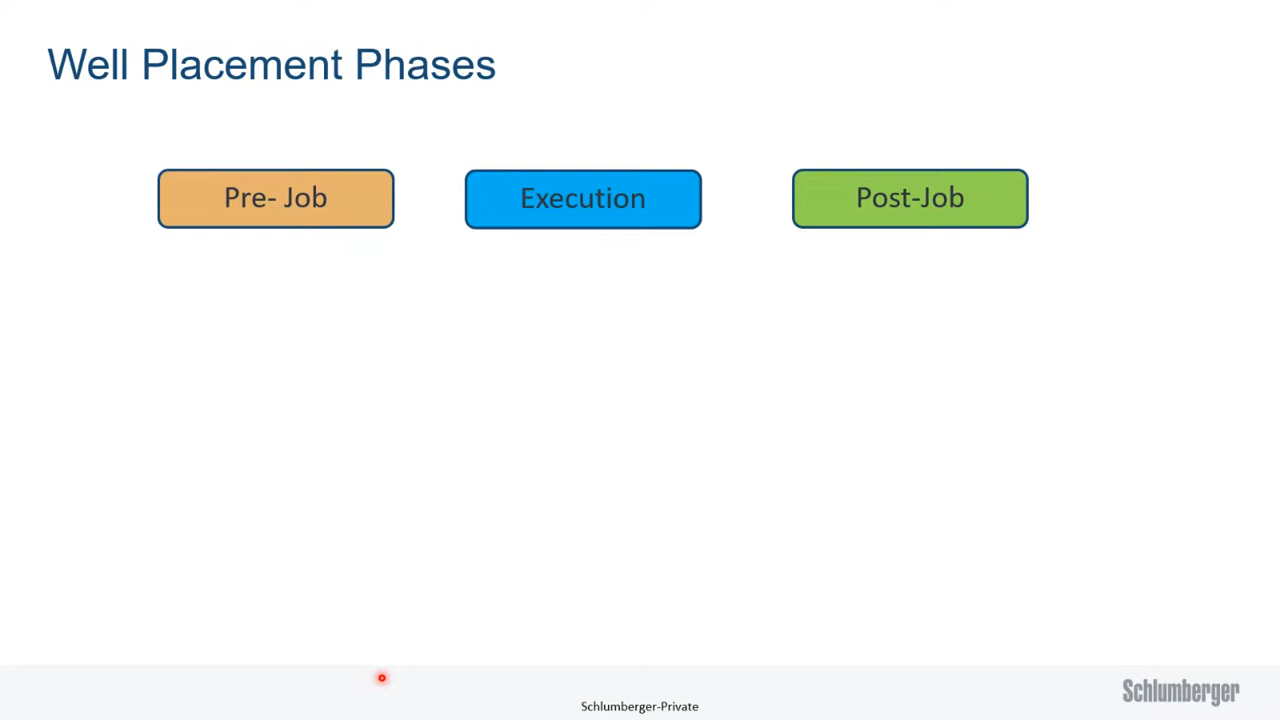 Well Placement Phases
Pre- Job
Execution
Post-Job
Schlumberger-Private
Schlumberger